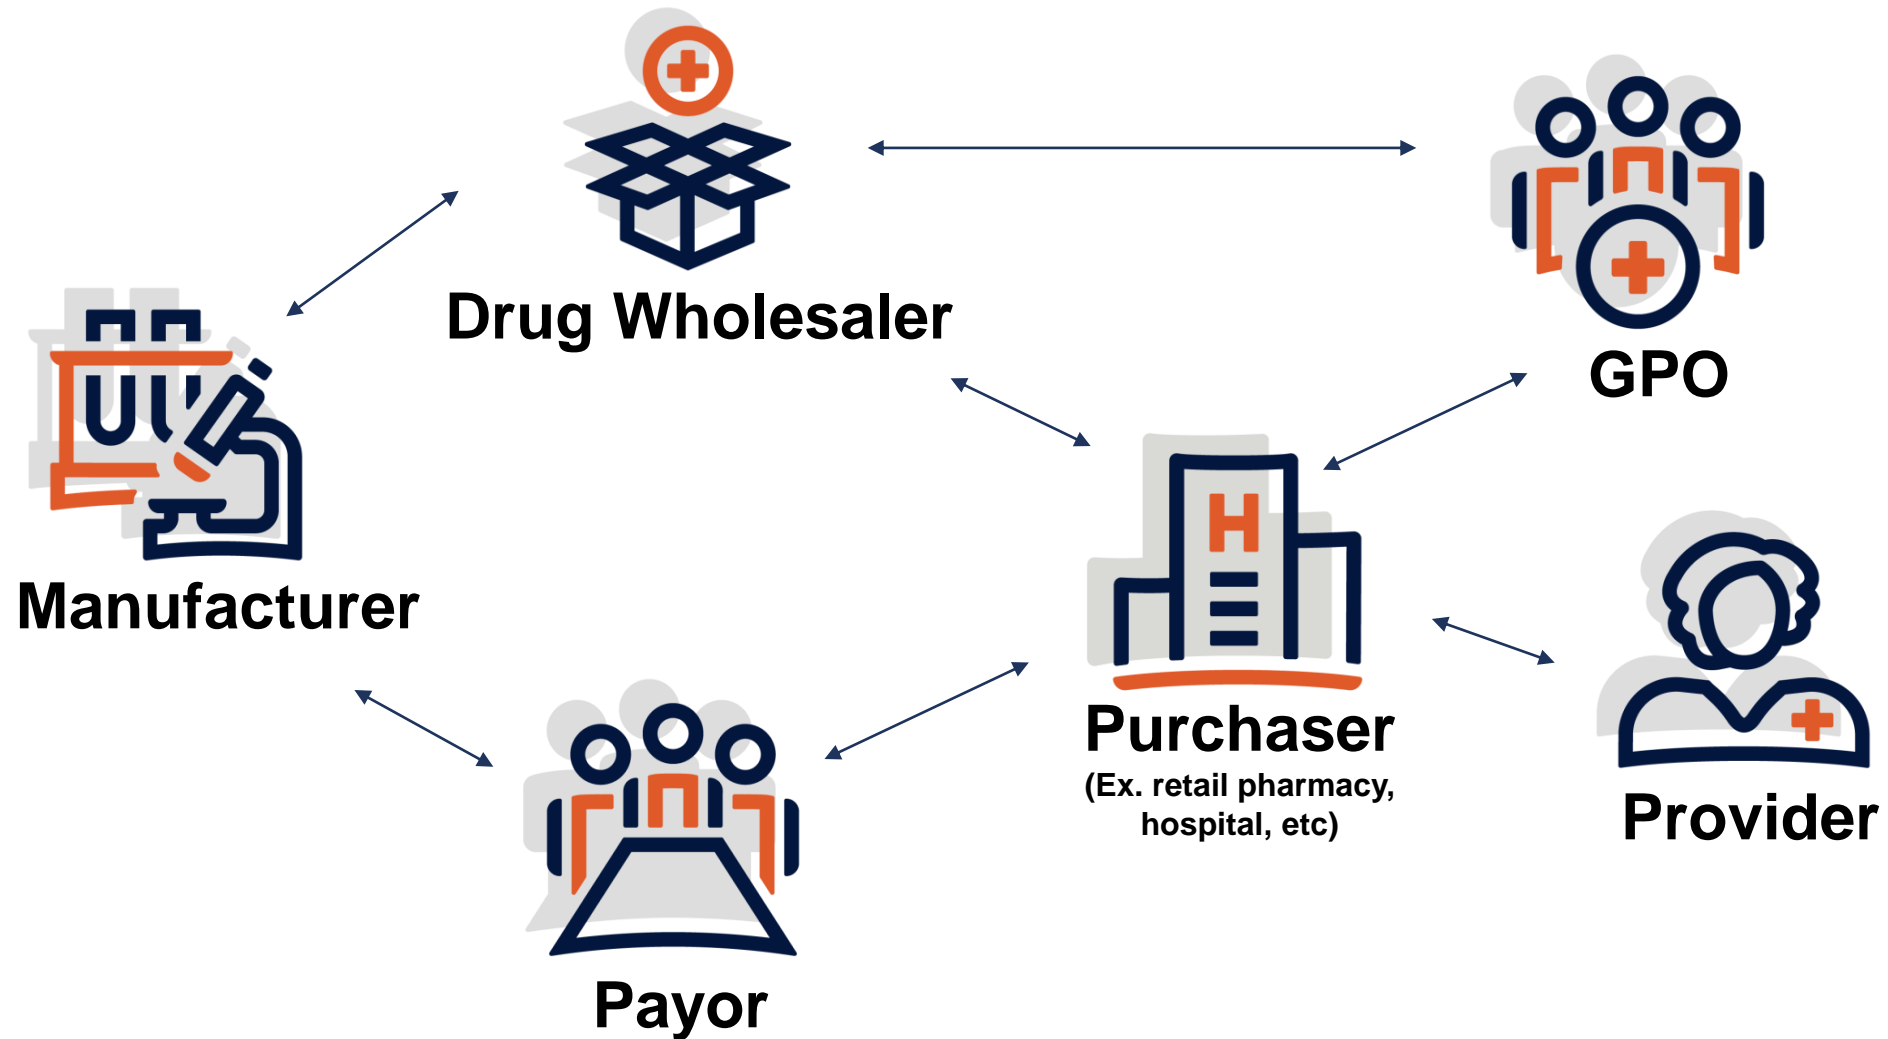 Drug Wholesaler
GPO
H
Manufacturer
Purchaser
(Ex. retail pharmacy,
hospital, etc)
Provider
Payor